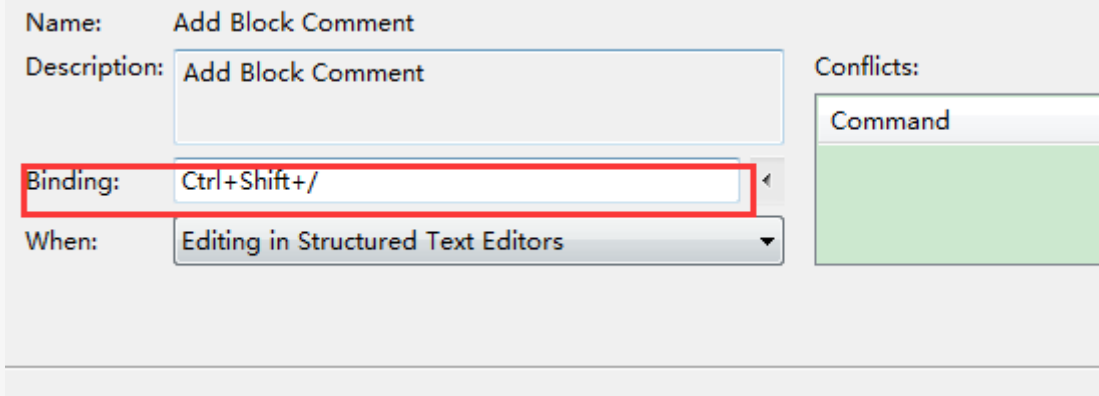 Name: Add Block Comment
Description: Add Block Comment
Conflicts:
Command
Binding: Ctrl+Shift+/
When: Editing in Structured Text Editors